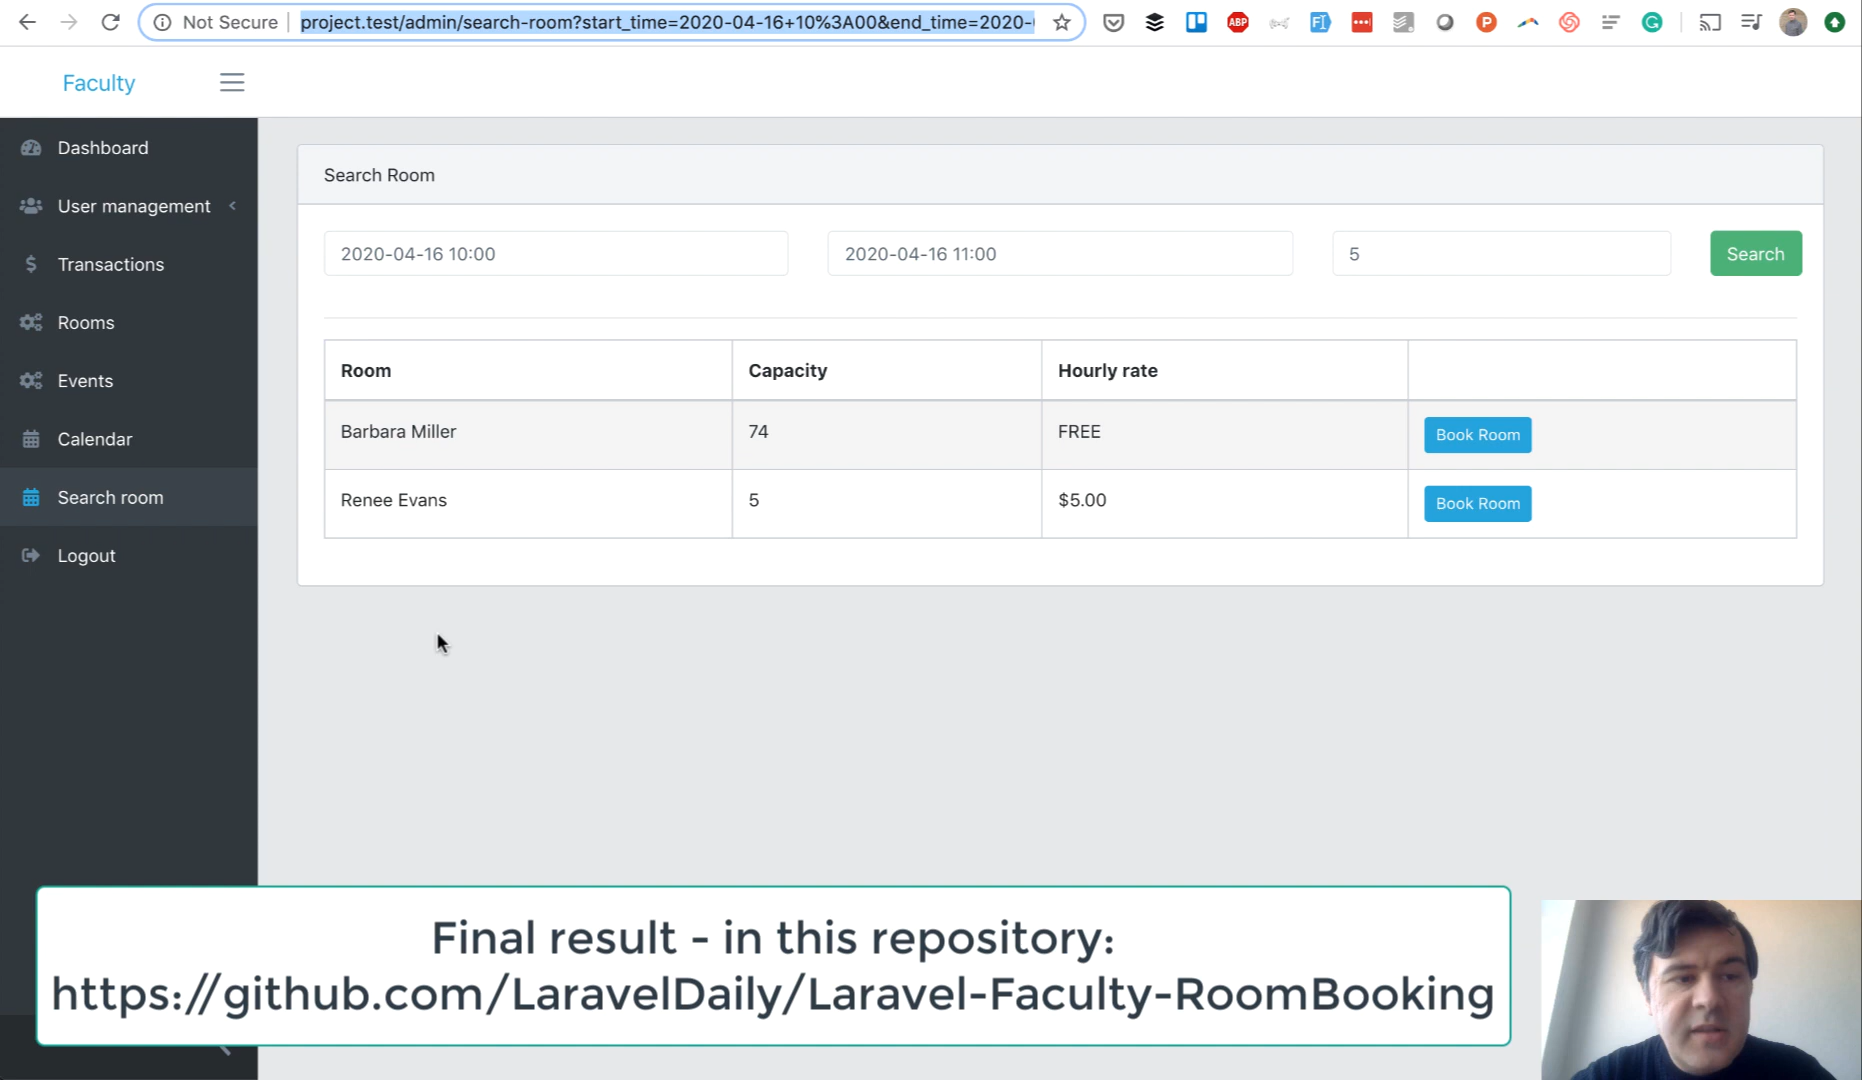 Not Secure
project.test/admin/search-room?start_time=2020-04-16+10%3A00&end_time=2020-
ABP
P
G
Faculty
Dashboard
User management
$ Transactions
Rooms
Events
Calendar
Search room
Logout
Search Room
2020-04-16 10:00 2020-04-16 11:00 5 Search
Room Capacity Hourly rate
Barbara Miller 74 FREE Book Room
Renee Evans 5 $5.00 Book Room
Final result - in this repository:
https://github.com/LaravelDaily/Laravel-Faculty-RoomBooking